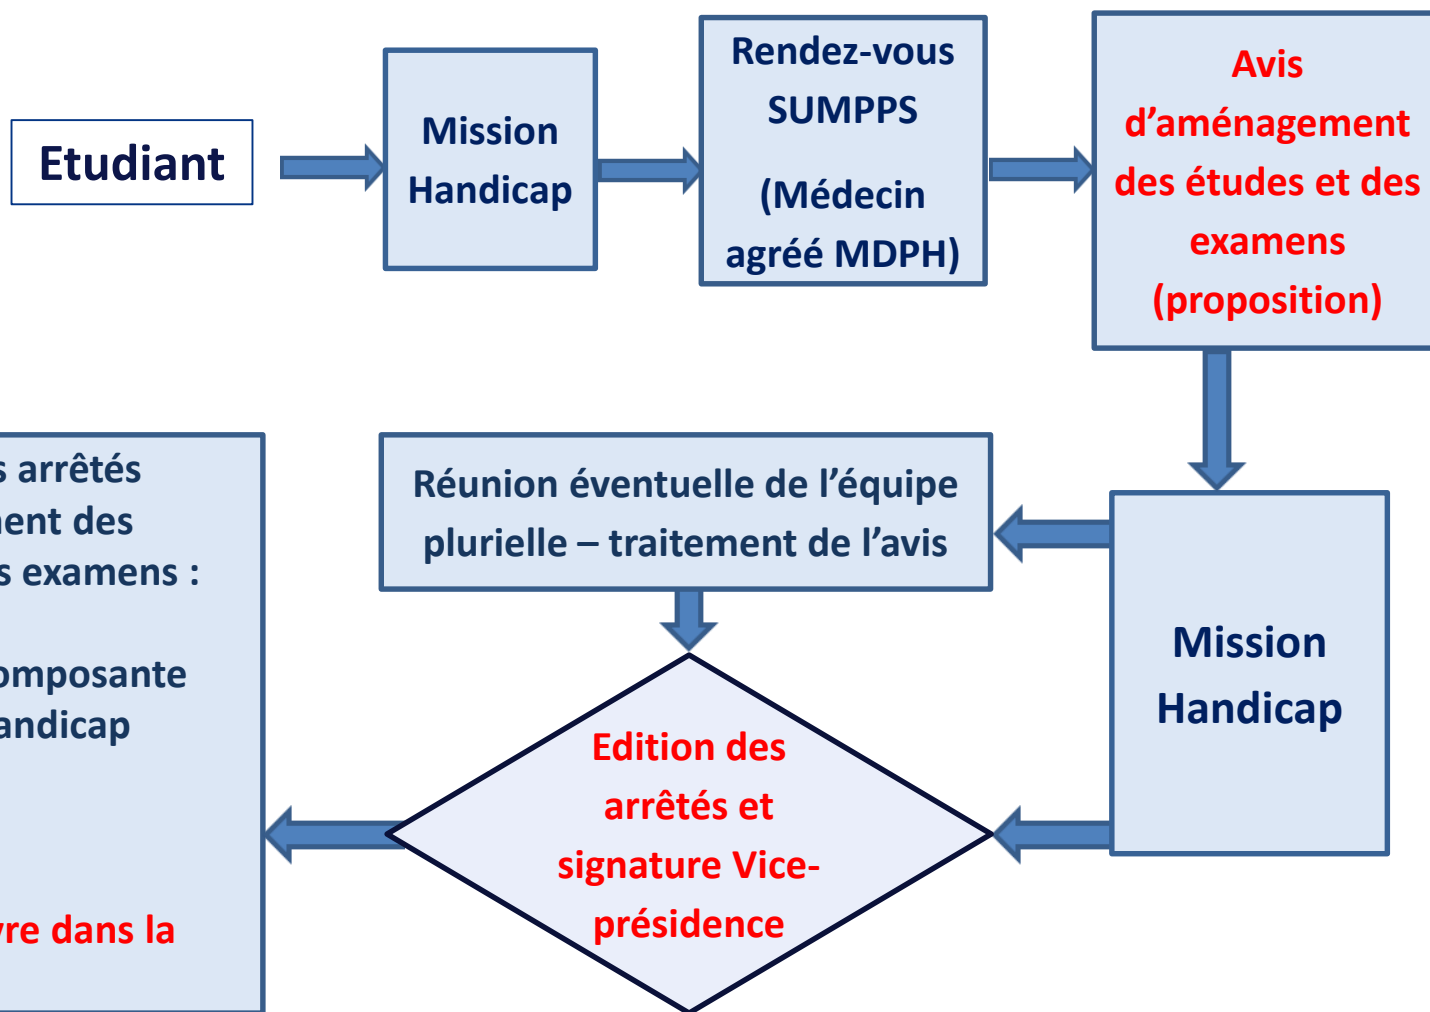 Etudiant
Mission
Handicap
Rendez-vous
SUMPPS
(Médecin
agréé MDPH)
Avis
d’aménagement
des études et des
examens
(proposition)
Mission
Handicap
Réunion éventuelle de l’équipe
plurielle – traitement de l’avis
Edition des
arrêtés et
signature Vice-
présidence
s arrêtés
ment des
s examens :
omposante
andicap
vre dans la